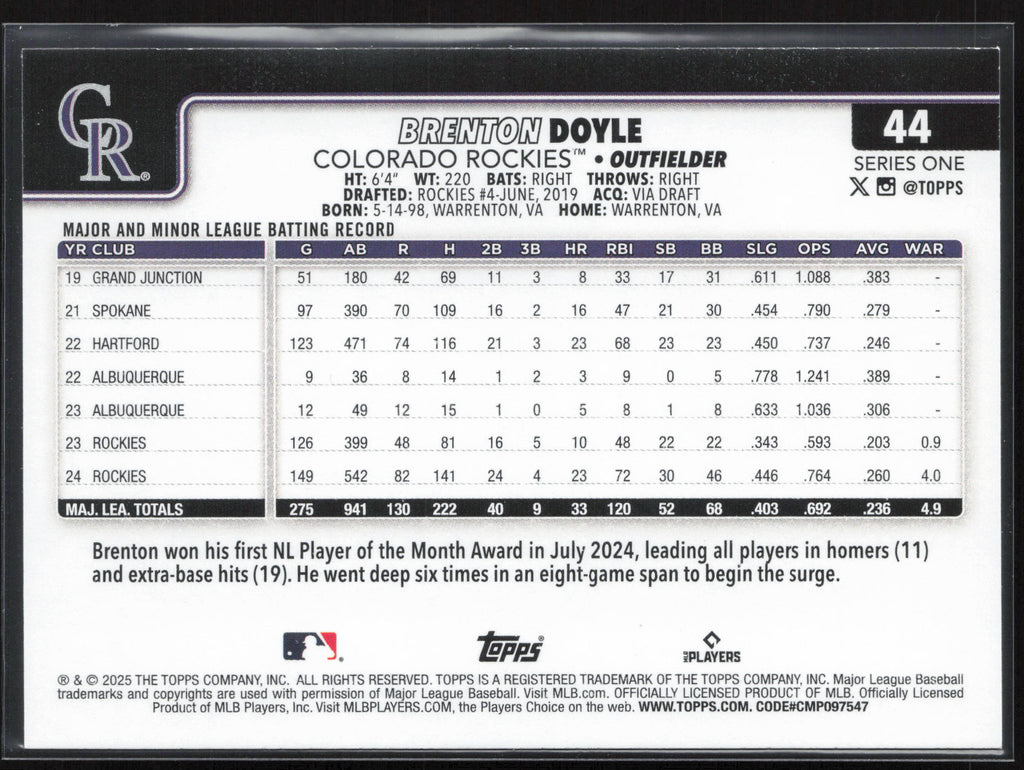 CR®
BRENTON DOYLE
44
COLORADO ROCKIES™ • OUTFIELDER
SERIES ONE
HT: 6'4" WT: 220 BATS: RIGHT THROWS: RIGHT
@TOPPS
DRAFTED: ROCKIES #4-JUNE, 2019 ACQ: VIA DRAFT
BORN: 5-14-98, WARRENTON, VA HOME: WARRENTON, VA
MAJOR AND MINOR LEAGUE BATTING RECORD
YR CLUB G AB R H 2B 3B HR RBI SB BB SLG OPS AVG WAR
19 GRAND JUNCTION 51 180 42 69 11 3 8 33 17 31 .611 1.088 .383 -
21 SPOKANE 97 390 70 109 16 2 16 47 21 30 .454 .790 .279 -
22 HARTFORD 123 471 74 116 21 3 23 68 23 23 .450 .737 .246 -
22 ALBUQUERQUE 9 36 8 14 1 2 3 9 0 5 .778 1.241 .389 -
23 ALBUQUERQUE 12 49 12 15 1 0 5 8 1 8 .633 1.036 .306 -
23 ROCKIES 126 399 48 81 16 5 10 48 22 22 .343 .593 .203 0.9
24 ROCKIES 149 542 82 141 24 4 23 72 30 46 .446 .764 .260 4.0
MAJ. LEA. TOTALS 275 941 130 222 40 9 33 120 52 68 .403 .692 .236 4.9
Brenton won his first NL Player of the Month Award in July 2024, leading all players in homers (11)
and extra-base hits (19). He went deep six times in an eight-game span to begin the surge.
Topps® MLB PLAYERS
® & © 2025 THE TOPPS COMPANY, INC. ALL RIGHTS RESERVED. TOPPS IS A REGISTERED TRADEMARK OF THE TOPPS COMPANY, INC. Major League Baseball
trademarks and copyrights are used with permission of Major League Baseball. Visit MLB.com. OFFICIALLY LICENSED PRODUCT OF MLB. Officially Licensed
Product of MLB Players, Inc. Visit MLBPLAYERS.COM, the Players Choice on the web. WWW.TOPPS.COM. CODE#CMP097547